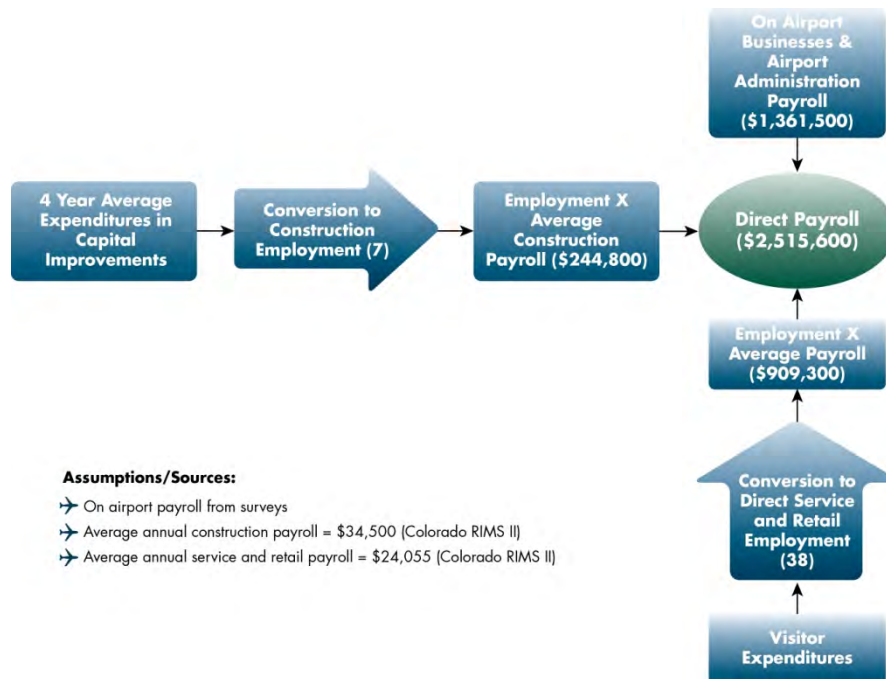 On Airport
Businesses &
Airport
Administration
Payroll
($1,361,500)
4 Year Average
Expenditures in
Capital
Improvements
Conversion to
Construction
Employment (7)
Employment X
Average
Construction
Payroll ($244,800)
Direct Payroll
($2,515,600)
Employment X
Average Payroll
($909,300)
Conversion to
Direct Service
and Retail
Employment
(38)
Visitor
Expenditures
Assumptions/Sources:
On airport payroll from surveys
Average annual construction payroll = $34,500 (Colorado RIMS II)
Average annual service and retail payroll = $24,055 (Colorado RIMS II)